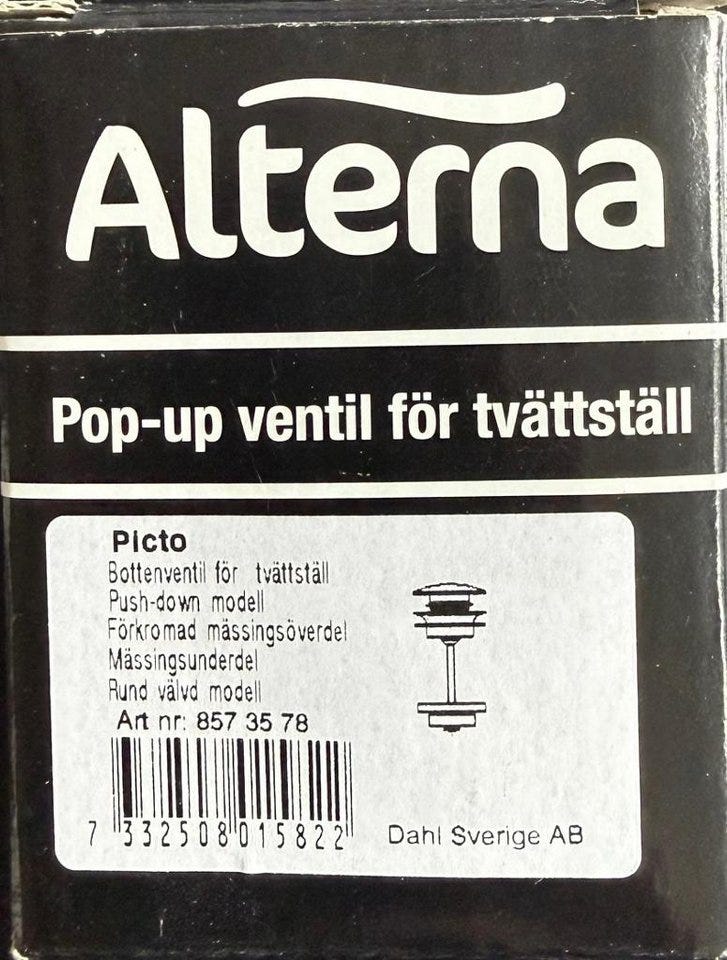 Alterna
Pop-up ventil för tvättställ
Picto
Bottenventil för tvättställ
Push-down modell
Förkromad mässingsöverdel
Mässingsunderdel
Rund välvd modell
Art nr: 857 35 78
7 332508 015822
Dahl Sverige AB